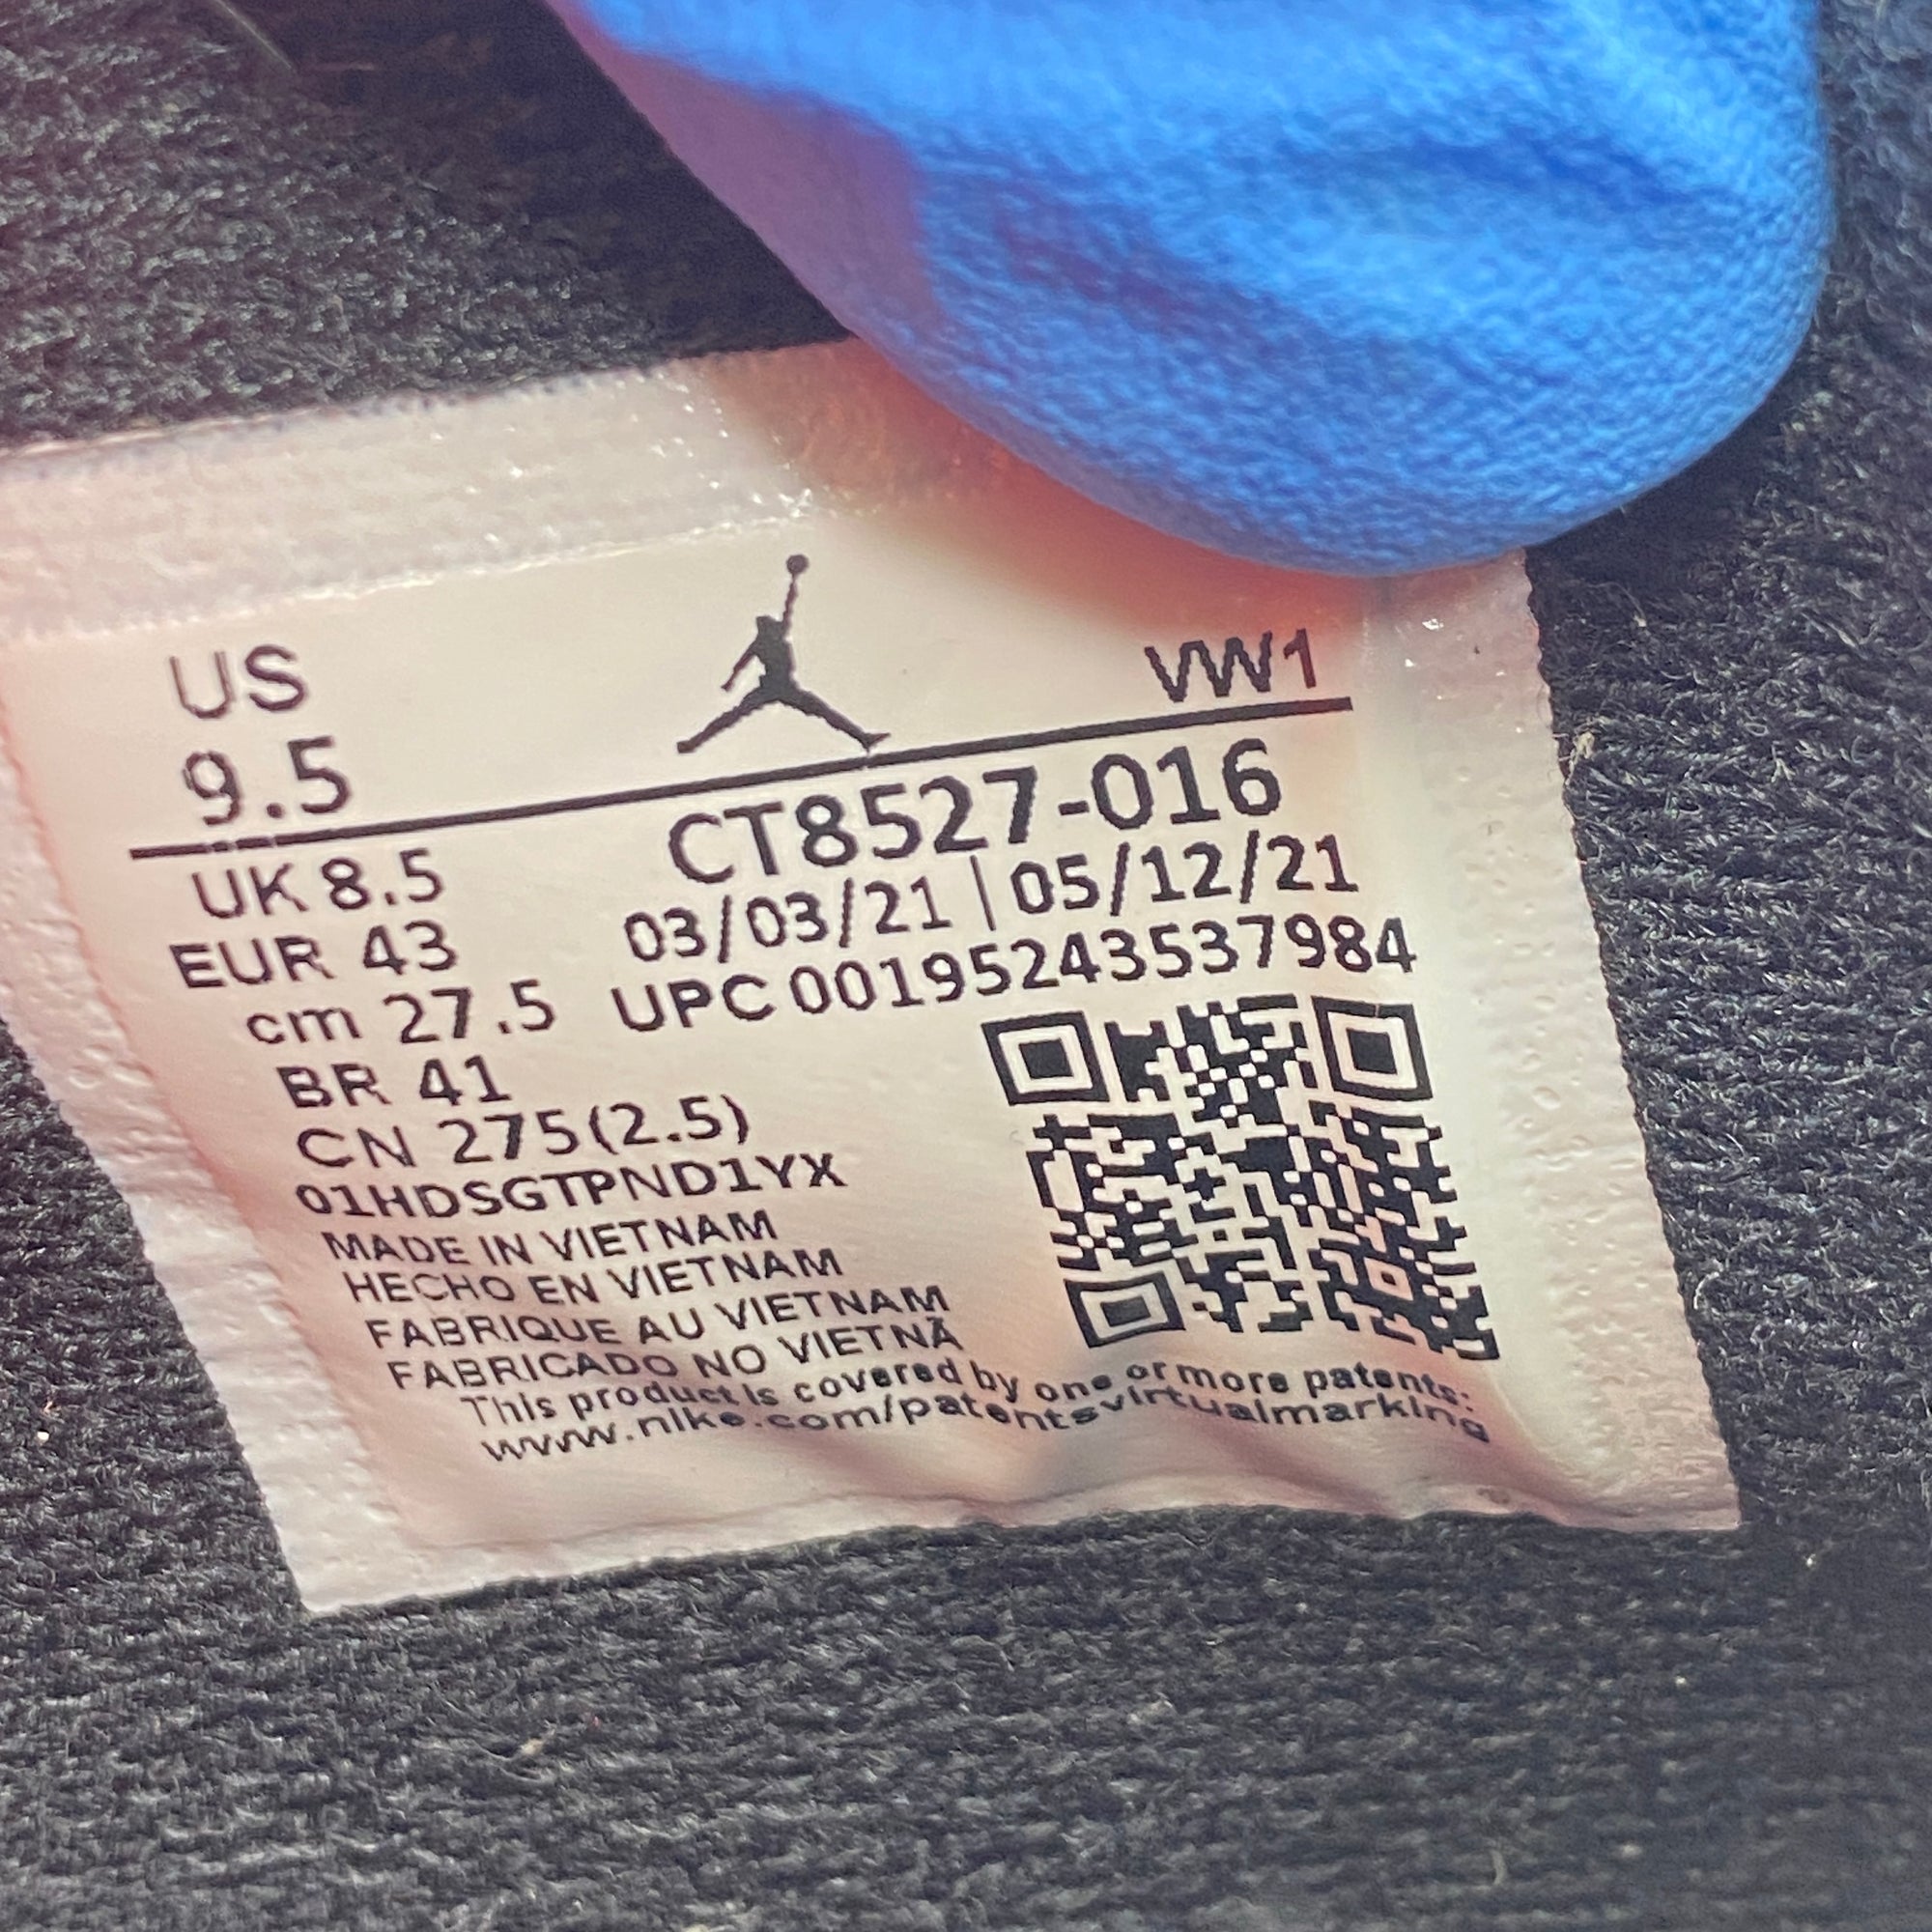 US
VW1
9.5
CT8527-016
UK 8.5
03/03/21 | 05/12/21
EUR 43
UPC 00195243537984
cm 27.5
BR 41
CN 275(2.5)
01HDSGTPND1YX
MADE IN VIETNAM
HECHO EN VIETNAM
FABRIQUE AU VIETNAM
FABRICADO NO VIETNÃ
This product is covered by one or more patents:
www.nike.com/patentsvirtualmarking